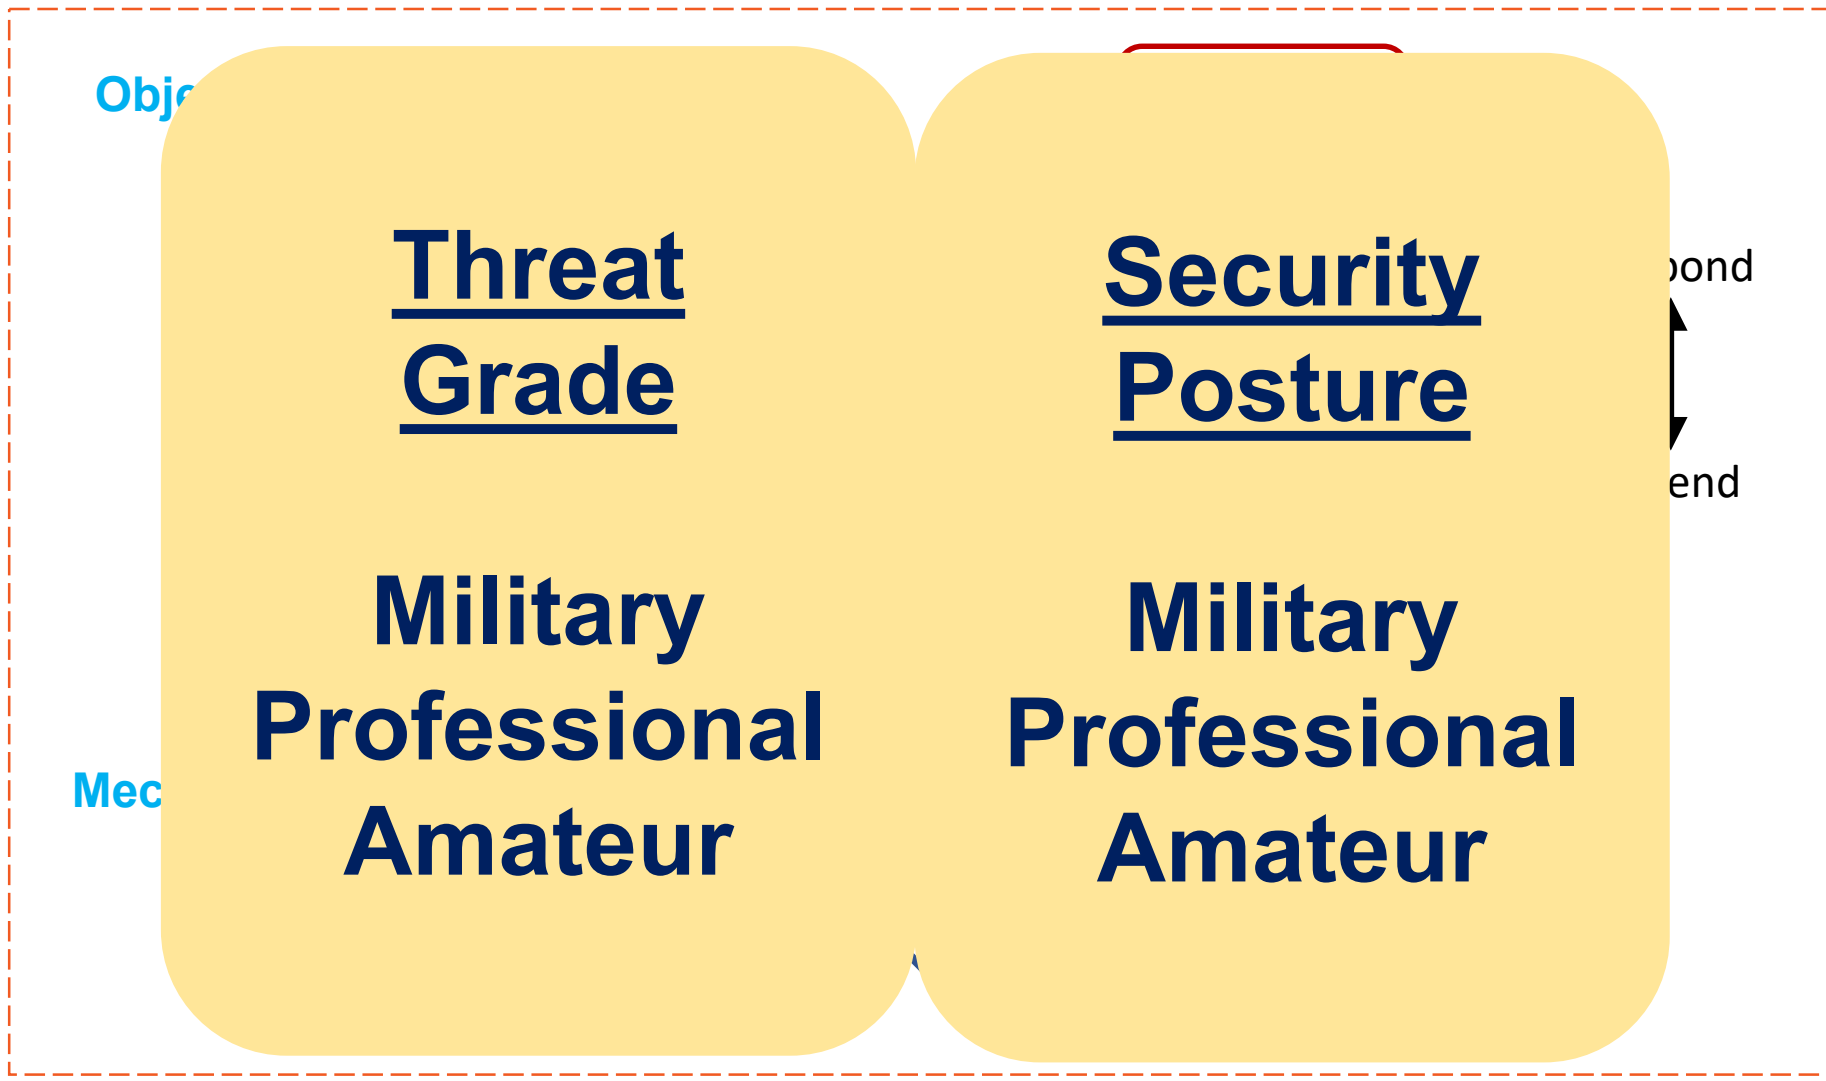 Threat
Grade
Military
Professional
Amateur
Security
Posture
Military
Professional
Amateur